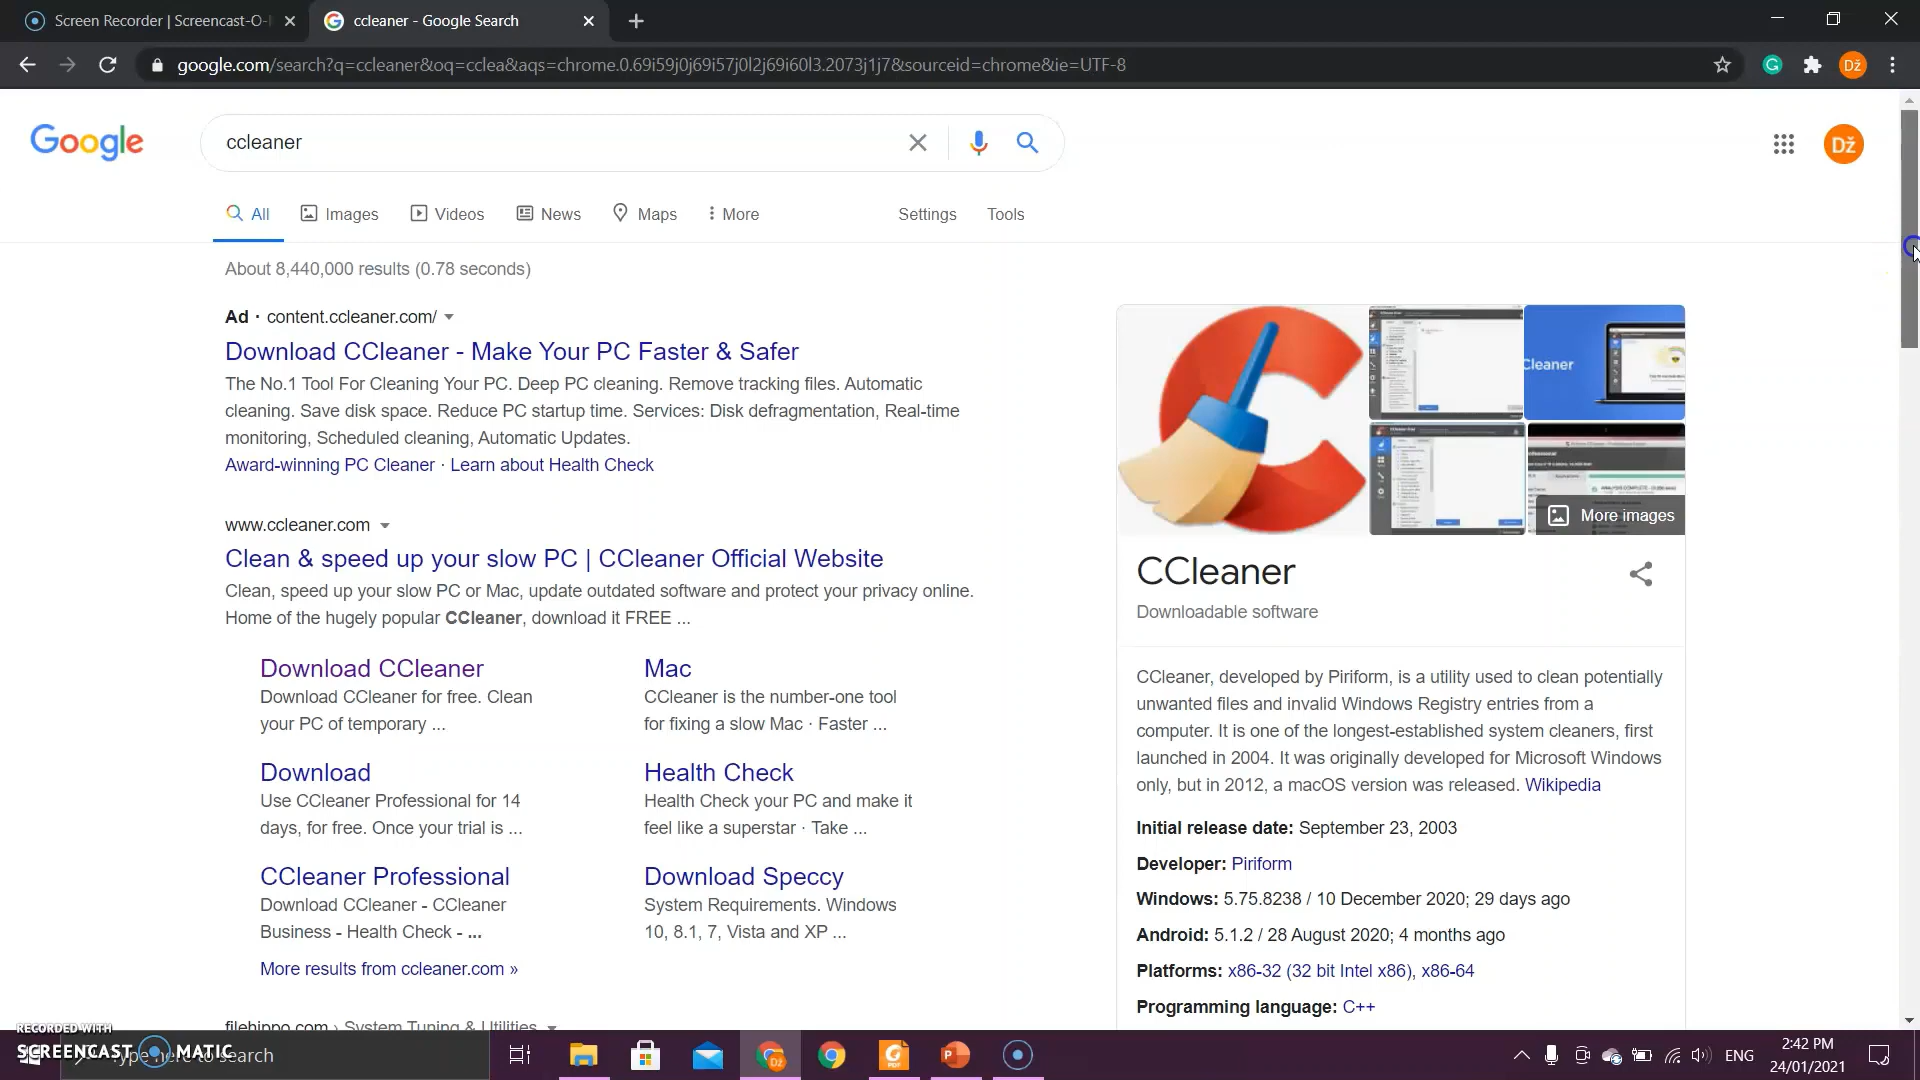 Screen Recorder | Screencast-O-
ccleaner - Google Search
google.com/search?q=ccleaner&oq=cclea&aqs=chrome.0.69i59j0j69i57j0l2j69i60l3.2073j1j7&sourceid=chrome&ie=UTF-8
Dž
Google
ccleaner
Dž
All
Images
Videos
News
Maps
More
Settings
Tools
About 8,440,000 results (0.78 seconds)
Ad · content.ccleaner.com/
Download CCleaner - Make Your PC Faster & Safer
The No.1 Tool For Cleaning Your PC. Deep PC cleaning. Remove tracking files. Automatic
cleaning. Save disk space. Reduce PC startup time. Services: Disk defragmentation, Real-time
monitoring, Scheduled cleaning, Automatic Updates.
Award-winning PC Cleaner · Learn about Health Check
www.ccleaner.com
Clean & speed up your slow PC | CCleaner Official Website
Clean, speed up your slow PC or Mac, update outdated software and protect your privacy online.
Home of the hugely popular CCleaner, download it FREE ...
Download CCleaner
Download CCleaner for free. Clean
your PC of temporary ...
Mac
CCleaner is the number-one tool
for fixing a slow Mac · Faster ...
Download
Use CCleaner Professional for 14
days, for free. Once your trial is ...
Health Check
Health Check your PC and make it
feel like a superstar · Take ...
CCleaner Professional
Download CCleaner - CCleaner
Business - Health Check - ...
Download Speccy
System Requirements. Windows
10, 8.1, 7, Vista and XP ...
More results from ccleaner.com »
filehippo.com › System Tuning & Utilities
Cleaner
More images
CCleaner
Downloadable software
CCleaner, developed by Piriform, is a utility used to clean potentially
unwanted files and invalid Windows Registry entries from a
computer. It is one of the longest-established system cleaners, first
launched in 2004. It was originally developed for Microsoft Windows
only, but in 2012, a macOS version was released. Wikipedia
Initial release date: September 23, 2003
Developer: Piriform
Windows: 5.75.8238 / 10 December 2020; 29 days ago
Android: 5.1.2 / 28 August 2020; 4 months ago
Platforms: x86-32 (32 bit Intel x86), x86-64
Programming language: C++
RECORDED WITH
SCREENCAST MATIC
Type here to search
ENG
2:42 PM
24/01/2021